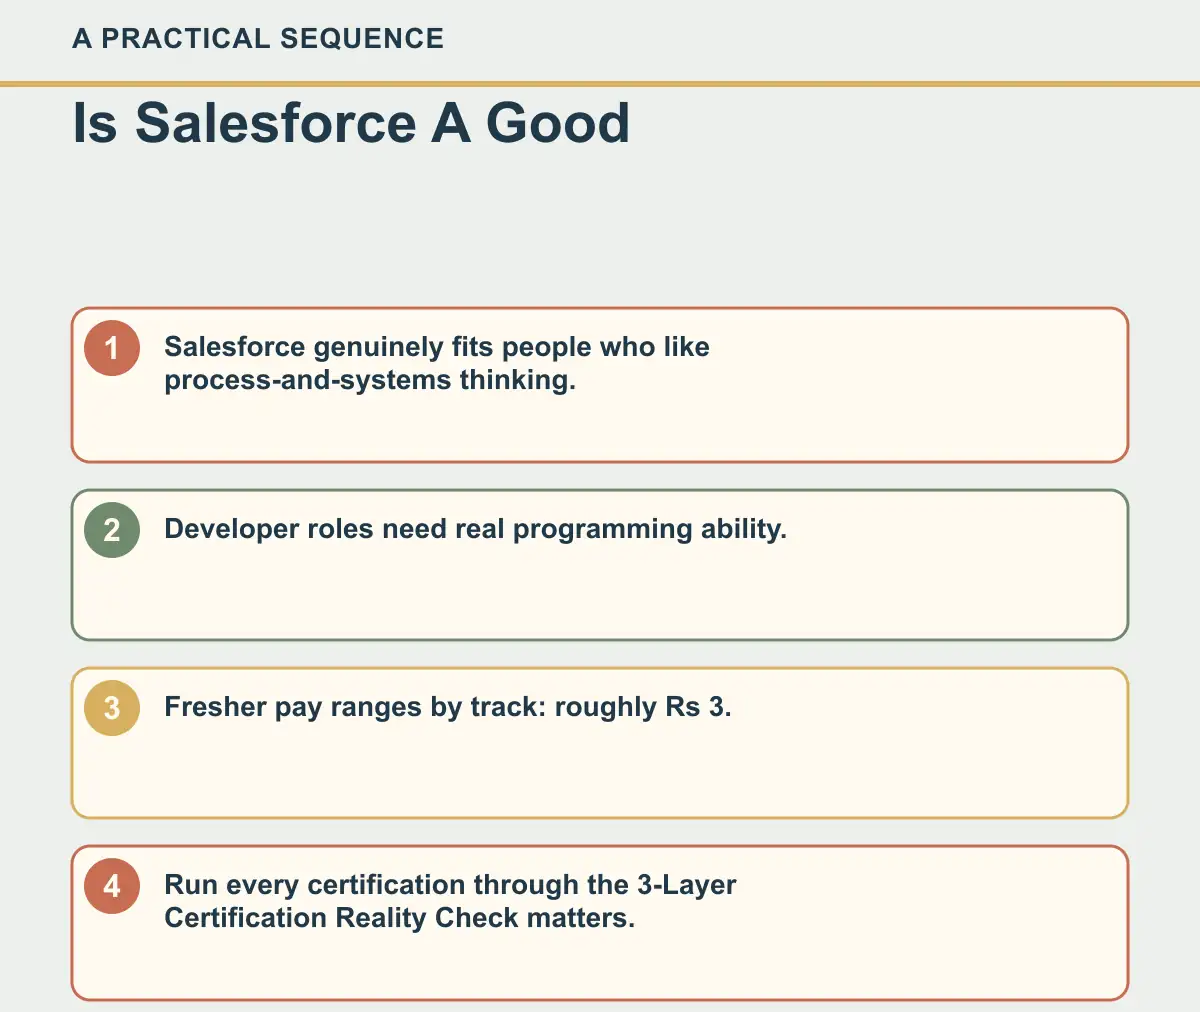 A PRACTICAL SEQUENCE
Is Salesforce A Good
1
Salesforce genuinely fits people who like
process-and-systems thinking.
2
Developer roles need real programming ability.
3
Fresher pay ranges by track: roughly Rs 3.
4
Run every certification through the 3-Layer
Certification Reality Check matters.